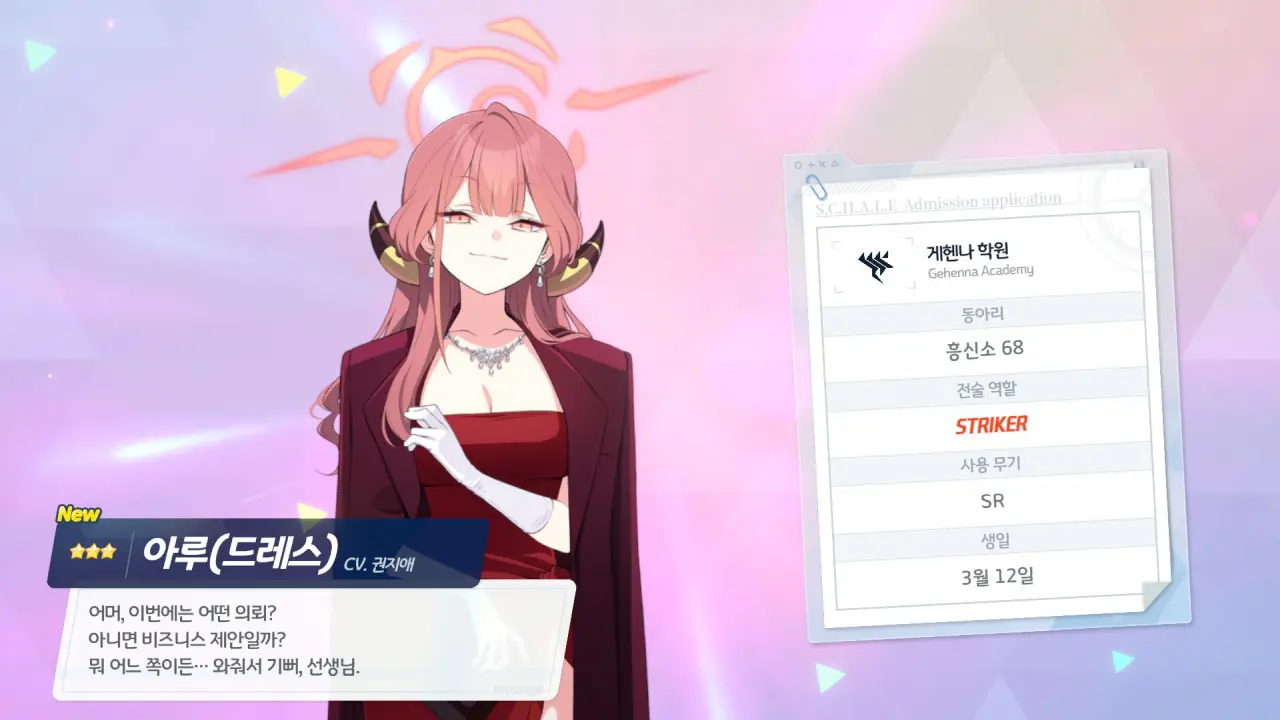 New
아루(드레스) CV. 권지애
어머, 이번에는 어떤 의뢰?
아니면 비즈니스 제안일까?
뭐 어느 쪽이든… 와줘서 기뻐, 선생님.
S.C.H.A.L.E Admission application
게헨나 학원
Gehenna Academy
동아리
흥신소 68
전술 역할
STRIKER
사용 무기
SR
생일
3월 12일